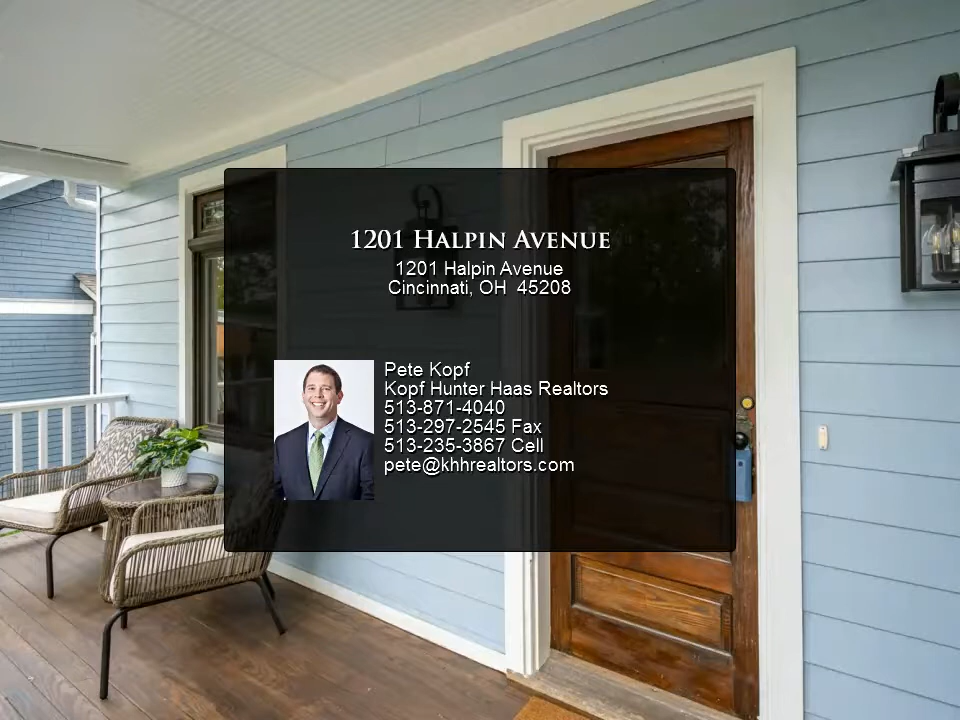 1201 Halpin Avenue
1201 Halpin Avenue
Cincinnati, OH  45208
Pete Kopf
Kopf Hunter Haas Realtors
513-871-4040
513-297-2545 Fax
513-235-3867 Cell
pete@khhrealtors.com